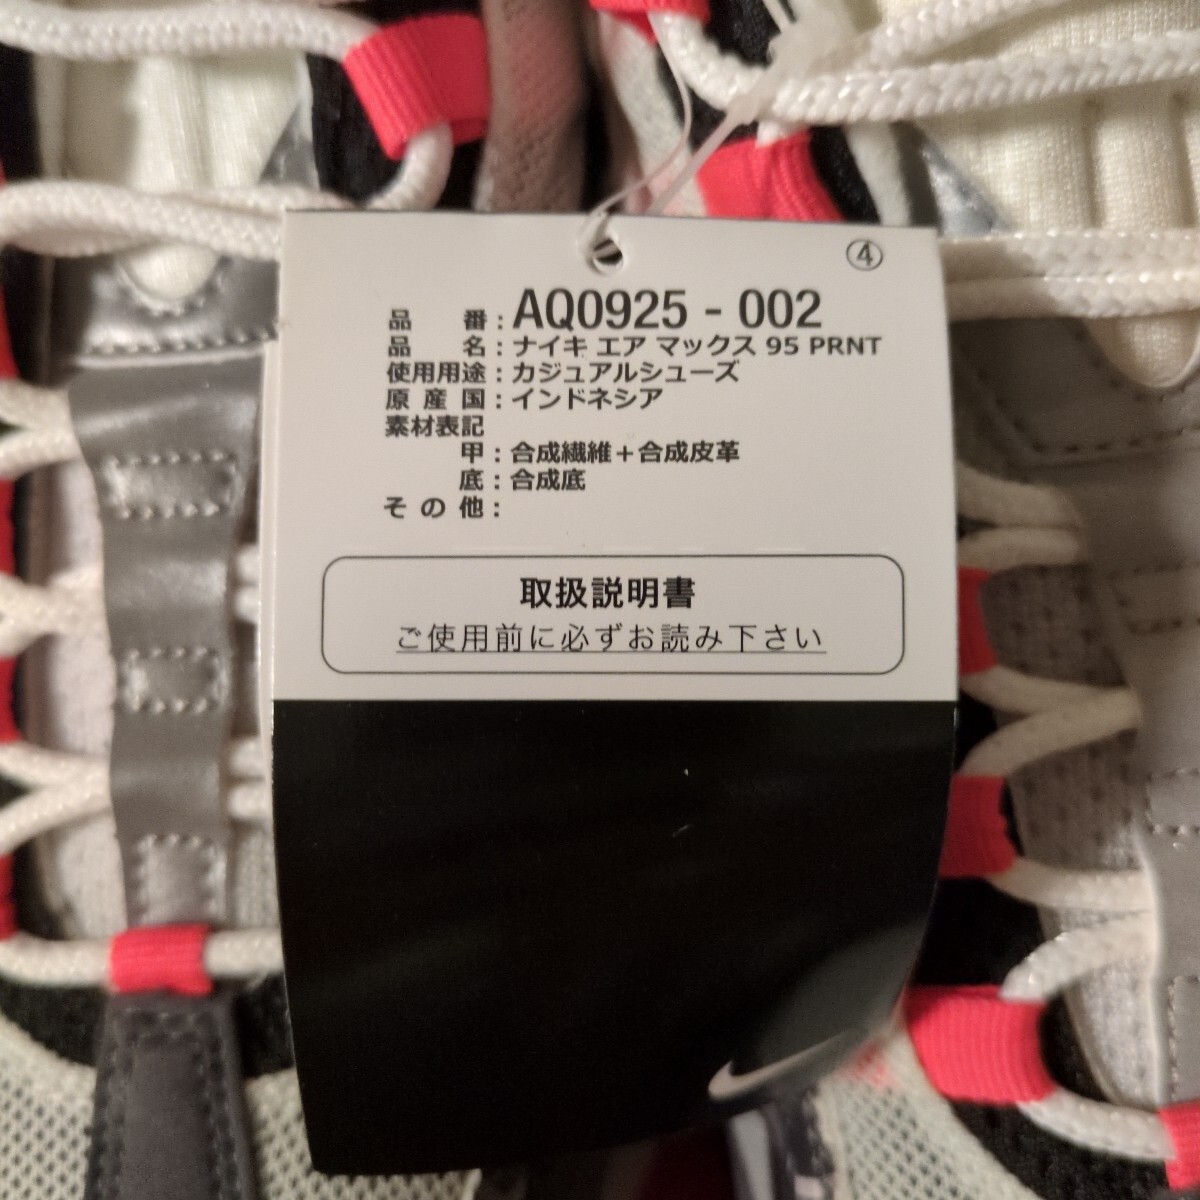 ④
品番:AQ0925 - 002
品名:ナイキ エア マックス 95 PRNT
使用用途:カジュアルシューズ
原産国:インドネシア
素材表記
甲:合成繊維+合成皮革
底:合成底
その他:
取扱説明書
ご使用前に必ずお読み下さい